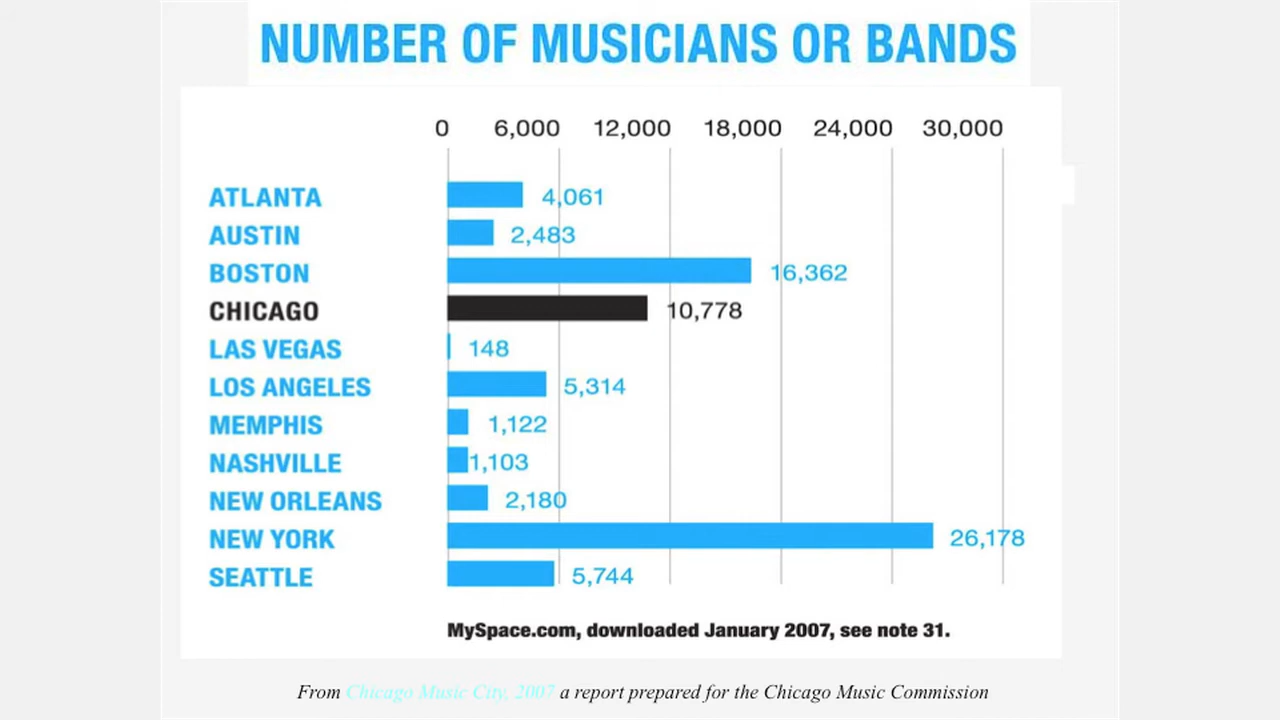 NUMBER OF MUSICIANS OR BANDS
0 6,000 12,000 18,000 24,000 30,000
ATLANTA 4,061
AUSTIN 2,483
BOSTON 16,362
CHICAGO 10,778
LAS VEGAS 148
LOS ANGELES 5,314
MEMPHIS 1,122
NASHVILLE 1,103
NEW ORLEANS 2,180
NEW YORK 26,178
SEATTLE 5,744
MySpace.com, downloaded January 2007, see note 31.
From Chicago Music City, 2007 a report prepared for the Chicago Music Commission